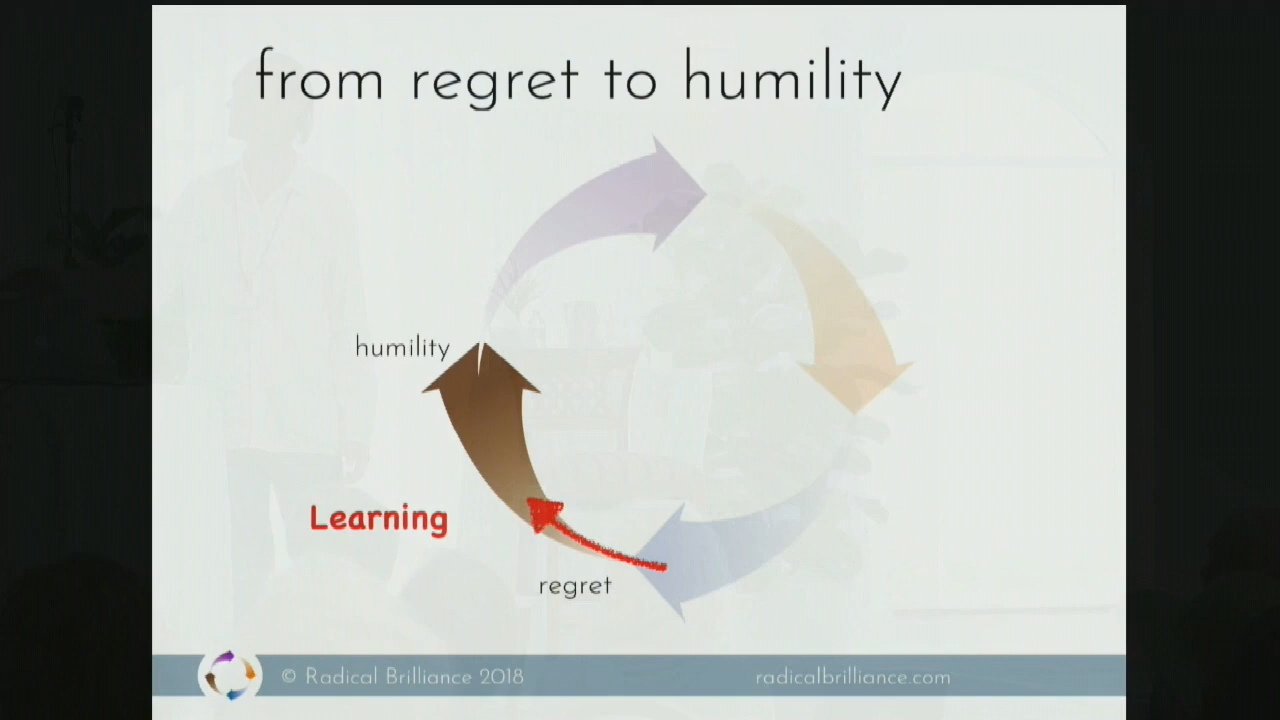 from regret to humility
humility
Learning
regret
© Radical Brilliance 2018
radicalbrilliance.com